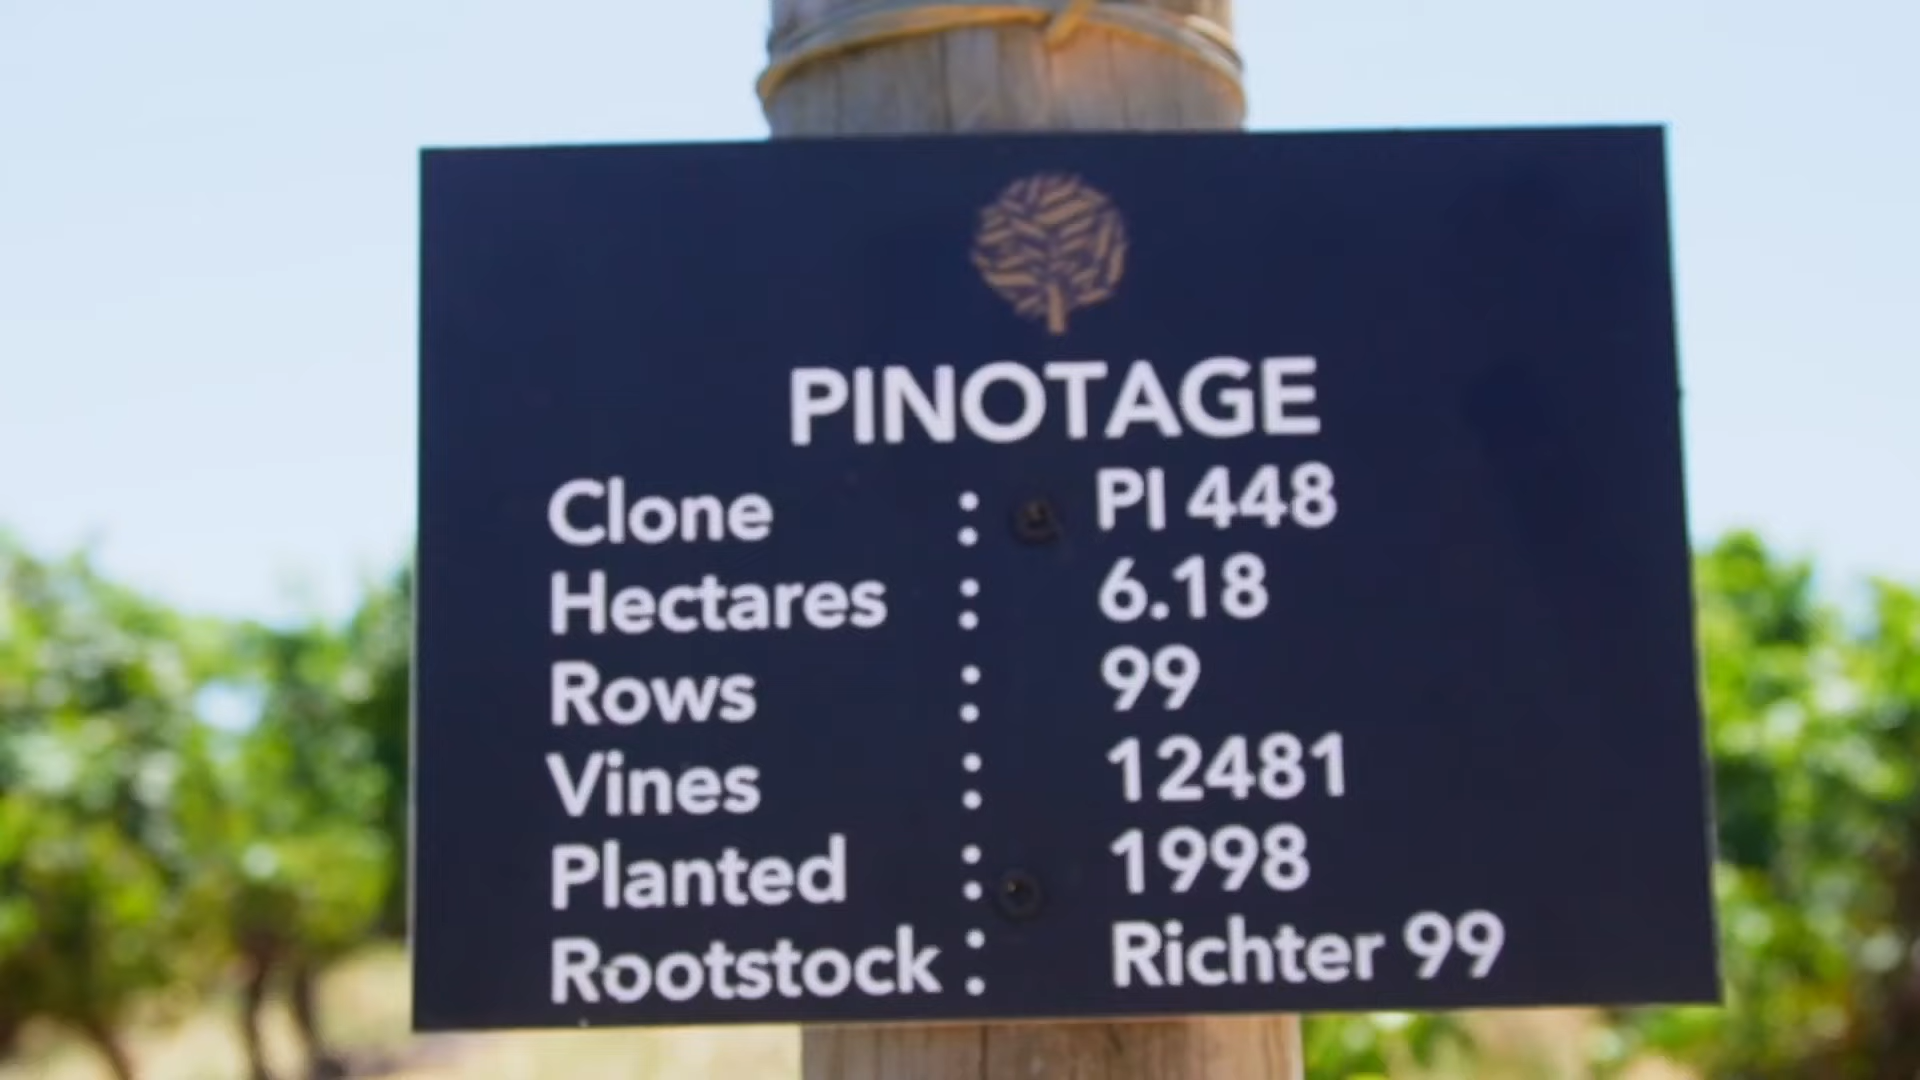 PINOTAGE
Clone : PI 448
Hectares : 6.18
Rows : 99
Vines : 12481
Planted : 1998
Rootstock : Richter 99